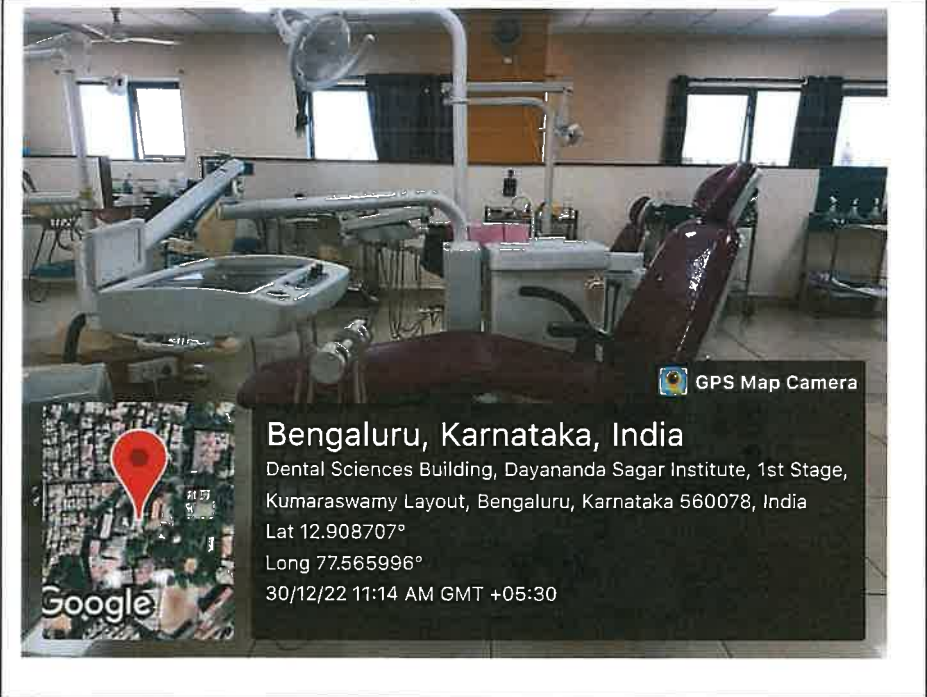 GPS Map Camera
Bengaluru, Karnataka, India
Dental Sciences Building, Dayananda Sagar Institute, 1st Stage,
Kumaraswamy Layout, Bengaluru, Karnataka 560078, India
Lat 12.908707°
Long 77.565996°
30/12/22 11:14 AM GMT +05:30
Google